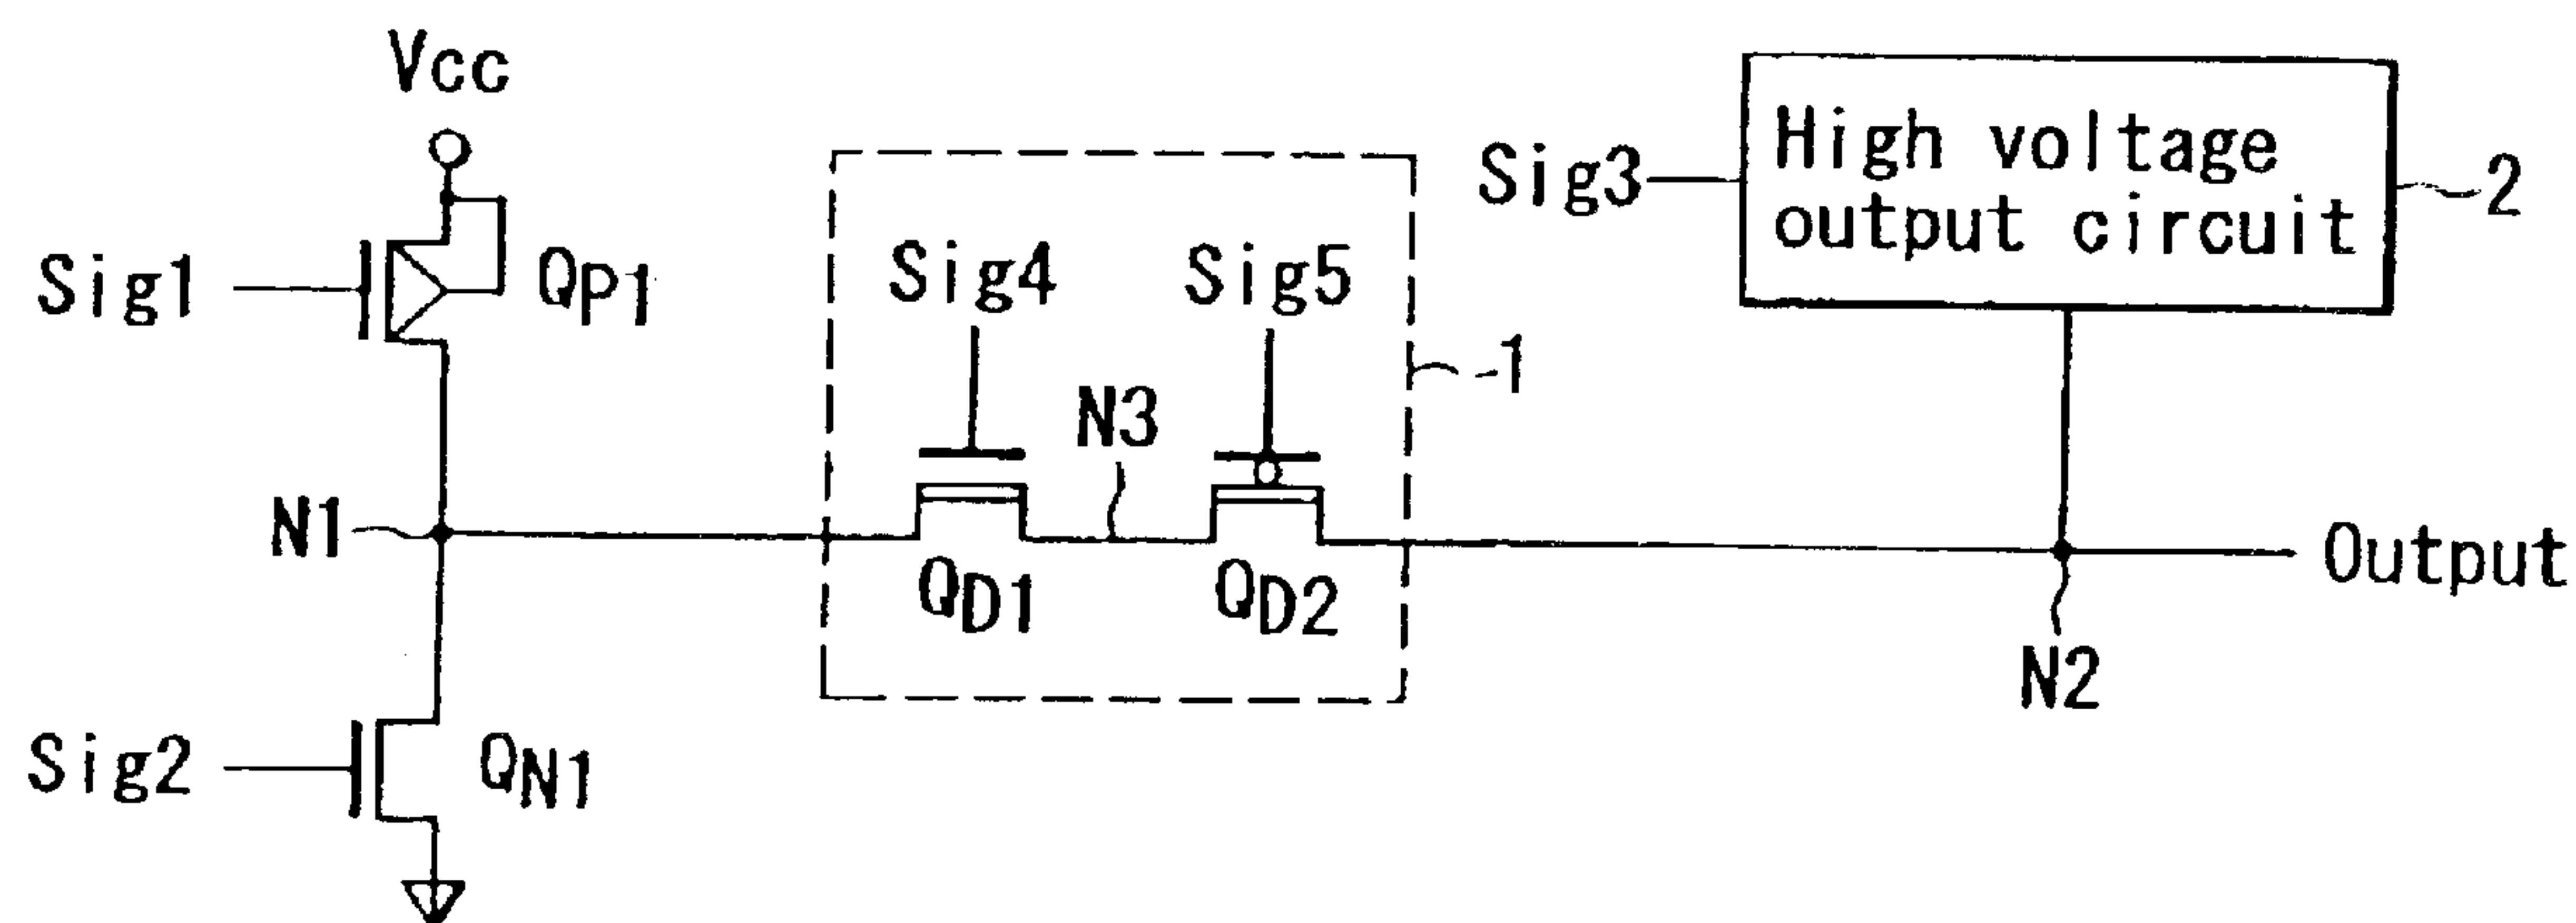 Vcc
High voltage
output circuit
Sig3
2
Sig1
QP1
Sig4
Sig5
1
N3
N1
QD1
QD2
Output
N2
Sig2
QN1